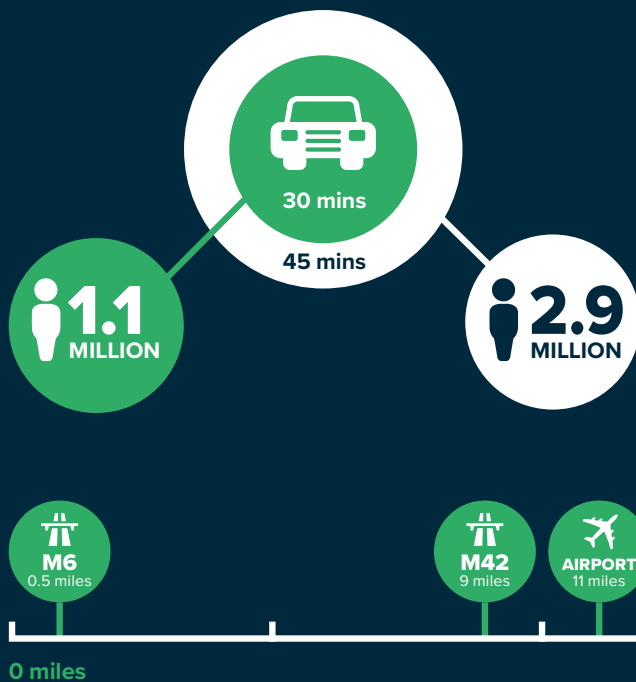 30 mins
45 mins
1.1
MILLION
2.9
MILLION
M6
0.5 miles
M42
9 miles
AIRPORT
11 miles
0 miles